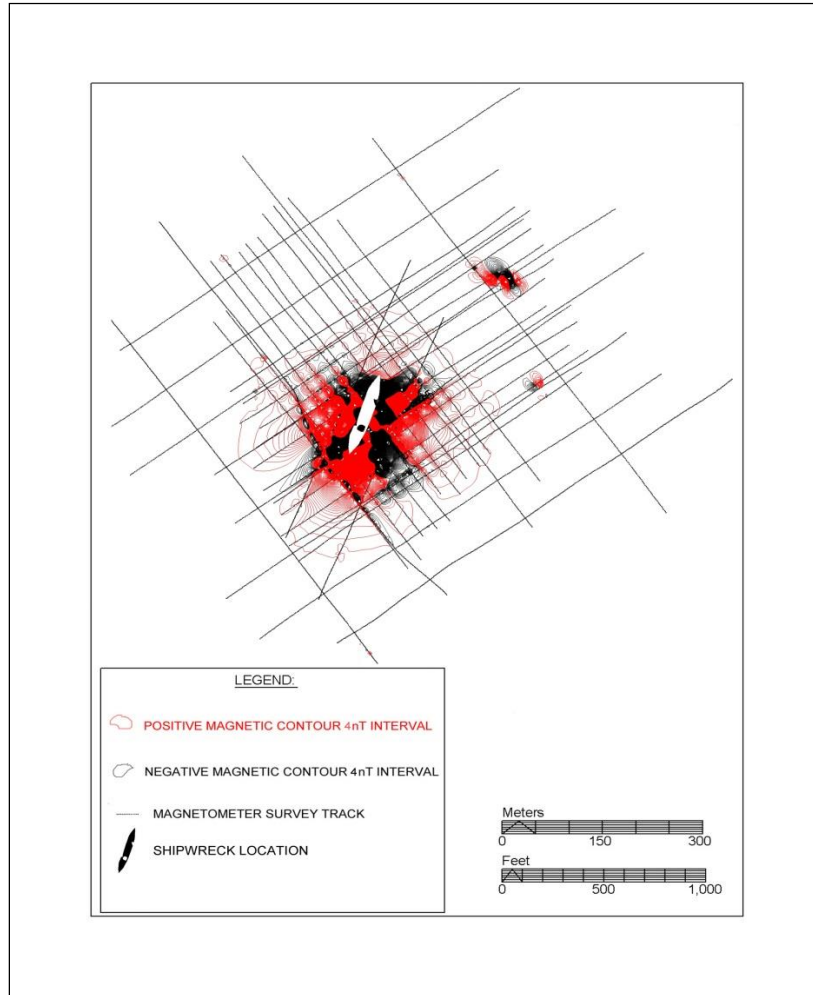 LEGEND:
POSITIVE MAGNETIC CONTOUR 4nT INTERVAL
NEGATIVE MAGNETIC CONTOUR 4nT INTERVAL
MAGNETOMETER SURVEY TRACK
SHIPWRECK LOCATION
Meters
0 150 300
Feet
0 500 1,000